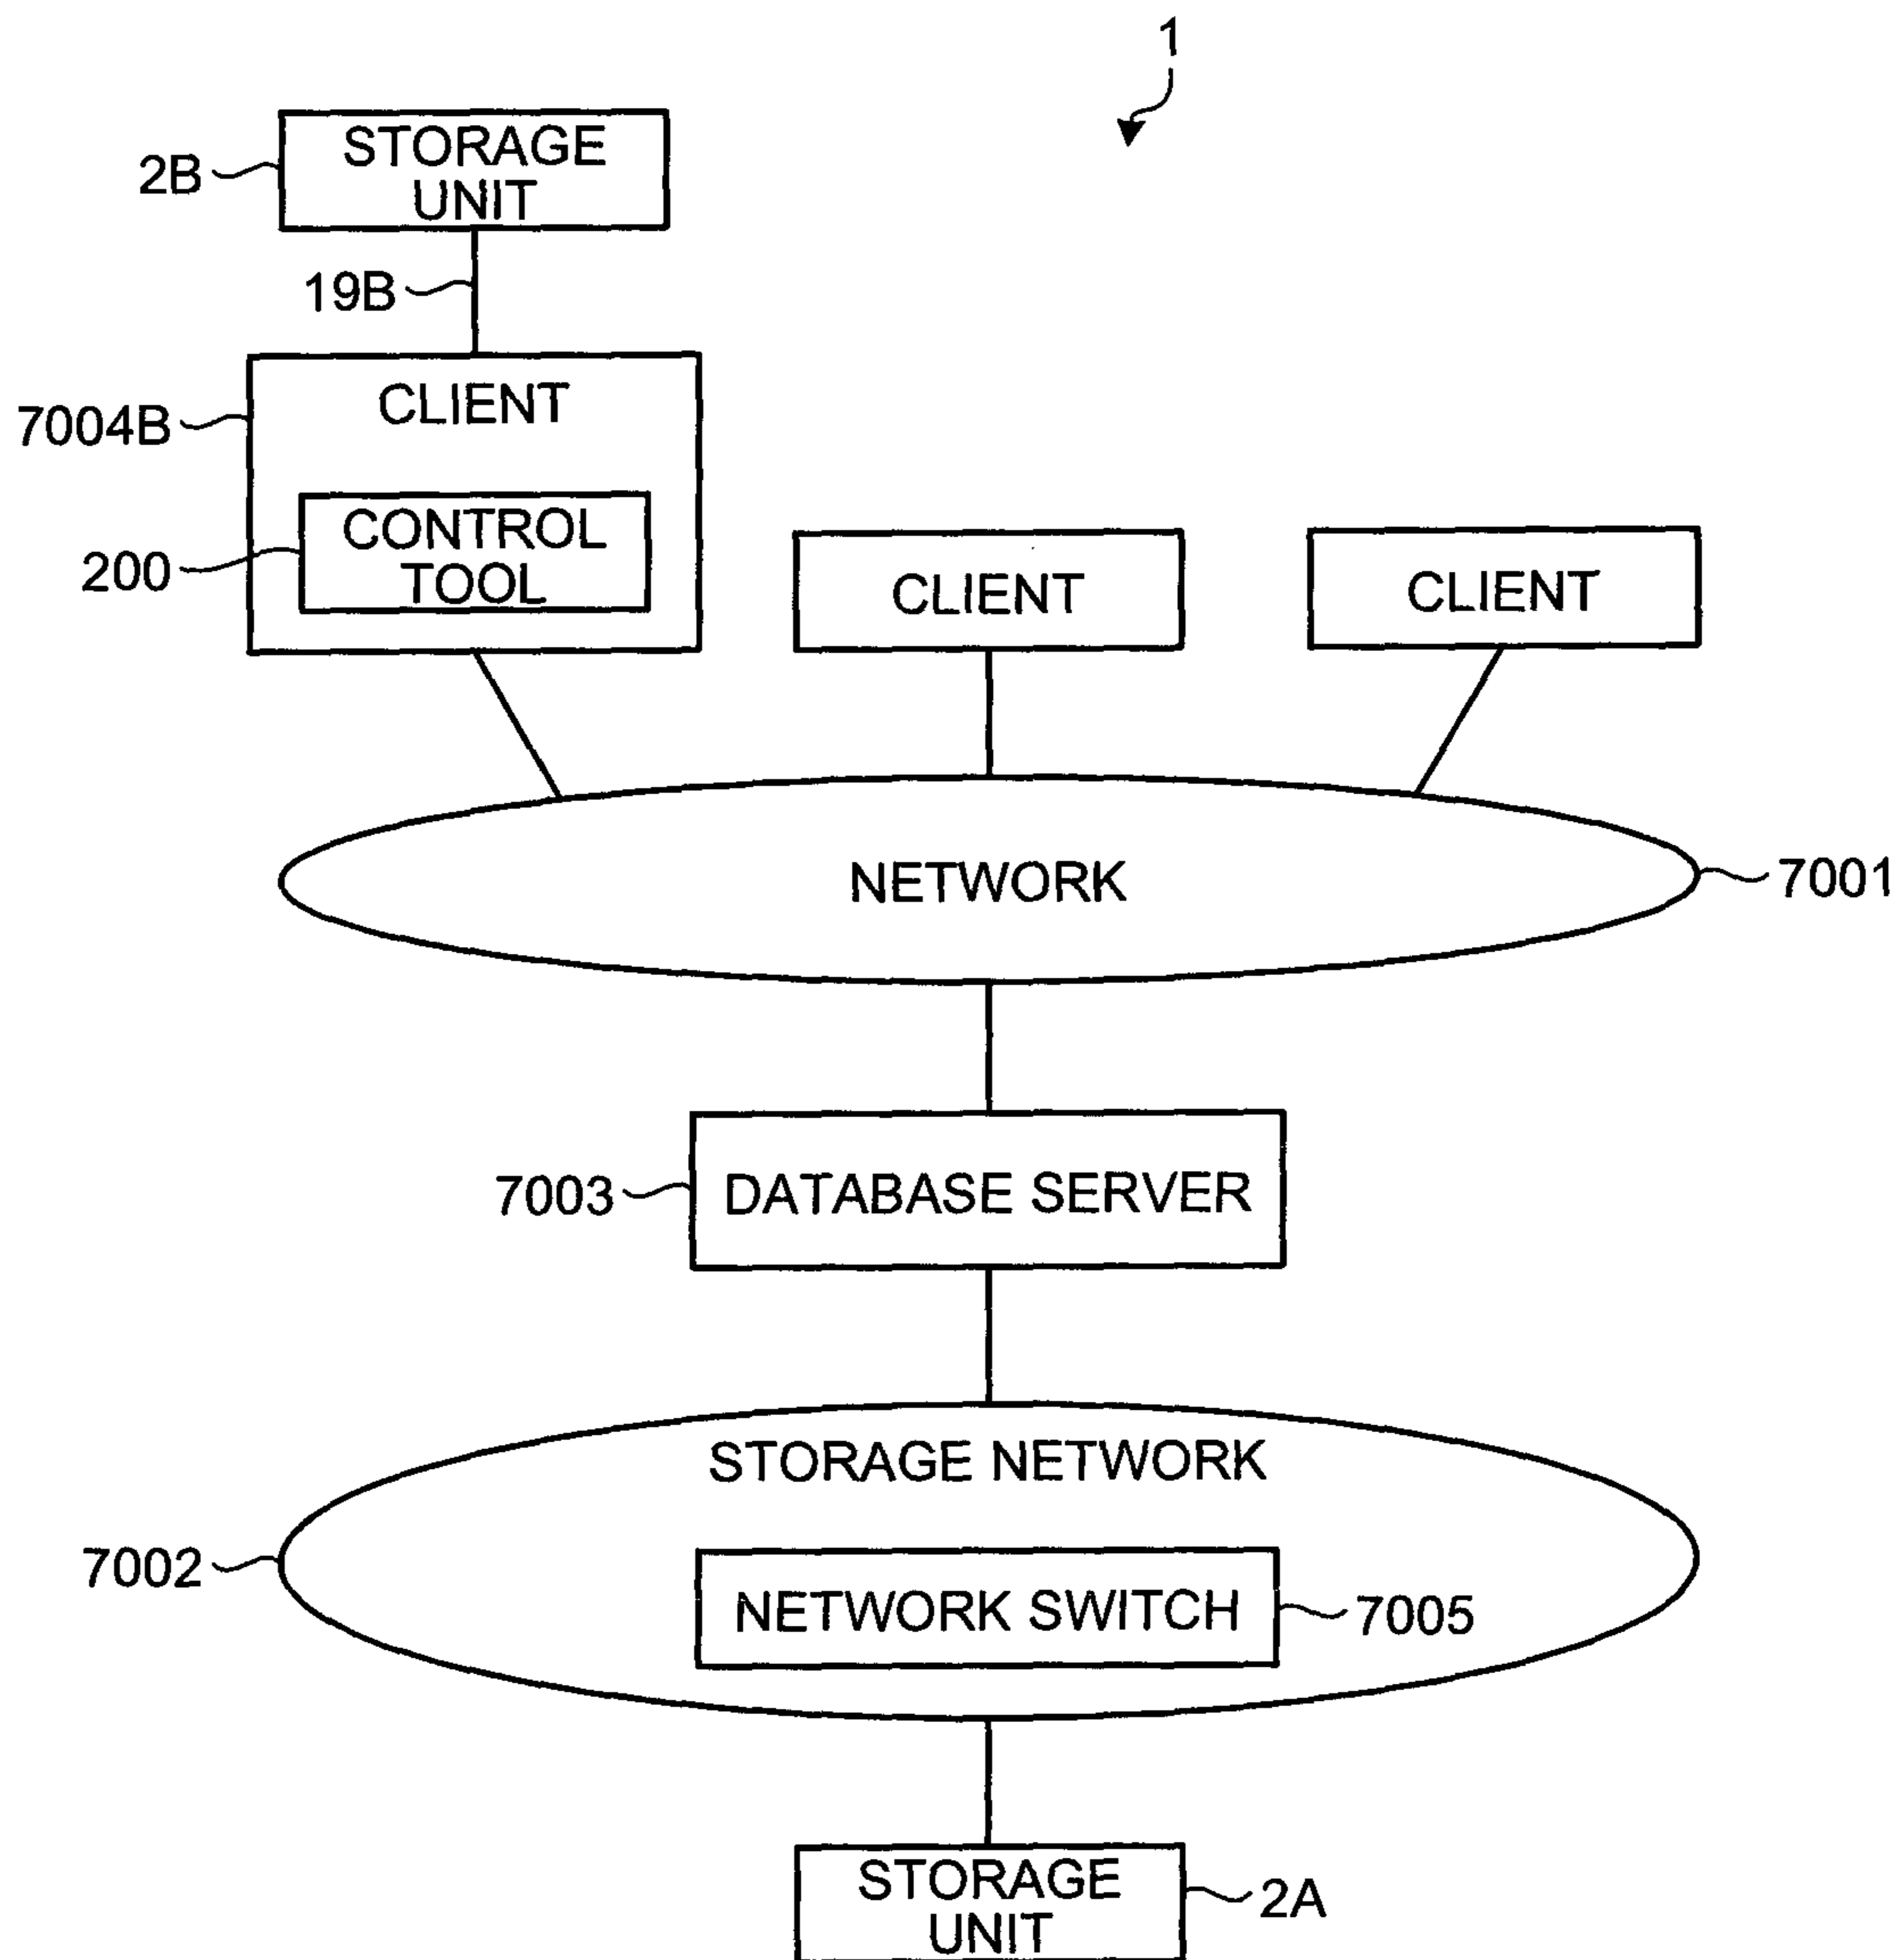 1
STORAGE
UNIT
2B
19B
CLIENT
7004B
CONTROL
TOOL
200
CLIENT
CLIENT
NETWORK
7001
7003
DATABASE SERVER
STORAGE NETWORK
7002
NETWORK SWITCH
7005
STORAGE
UNIT
2A